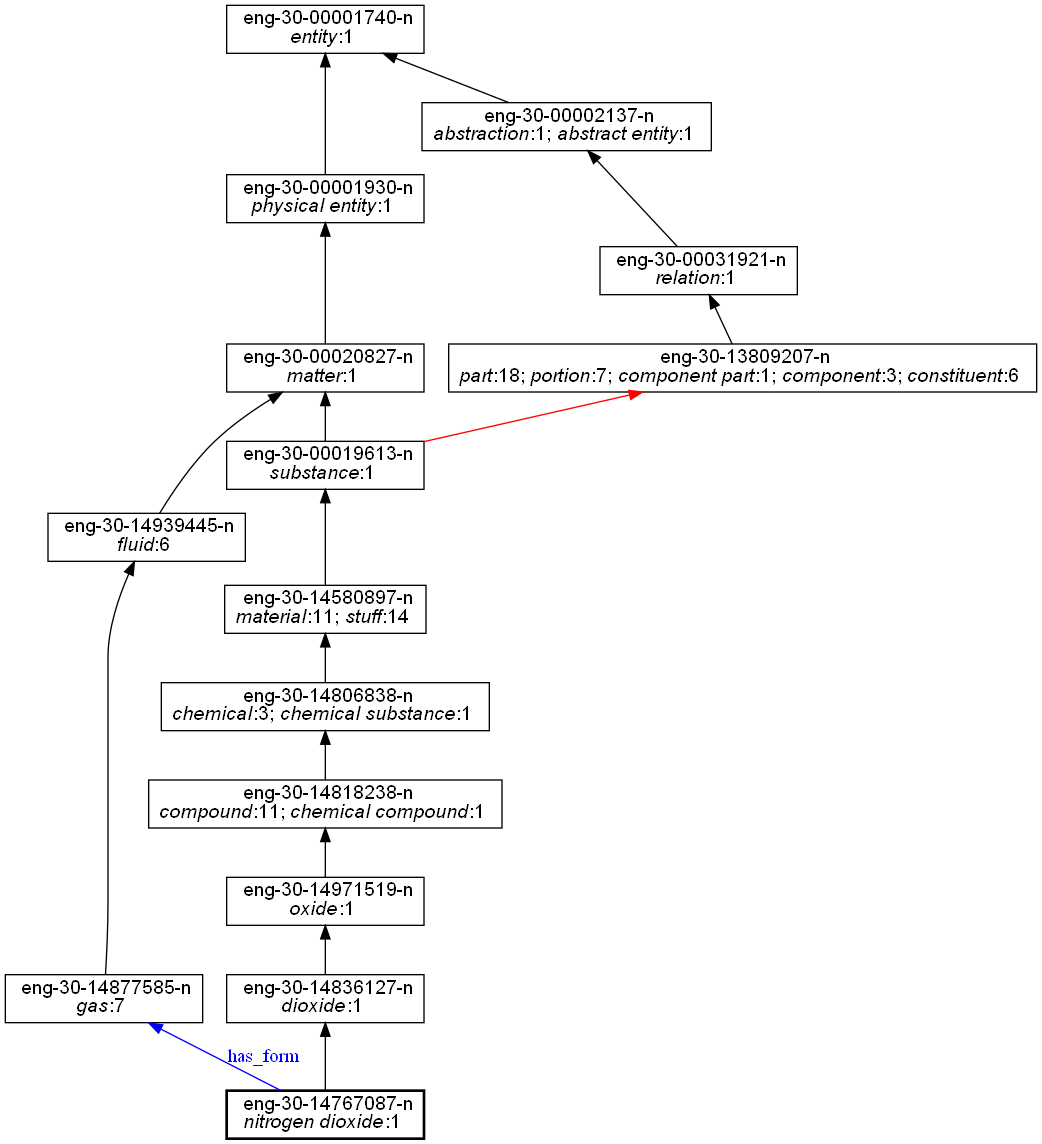 eng-30-00001740-n
entity:1
eng-30-00002137-n
abstraction:1; abstract entity:1
eng-30-00001930-n
physical entity:1
eng-30-00031921-n
relation:1
eng-30-00020827-n
matter:1
eng-30-13809207-n
part:18; portion:7; component part:1; component:3; constituent:6
eng-30-00019613-n
substance:1
eng-30-14939445-n
fluid:6
eng-30-14580897-n
material:11; stuff:14
eng-30-14806838-n
chemical:3; chemical substance:1
eng-30-14818238-n
compound:11; chemical compound:1
eng-30-14971519-n
oxide:1
eng-30-14877585-n
gas:7
eng-30-14836127-n
dioxide:1
has_form
eng-30-14767087-n
nitrogen dioxide:1